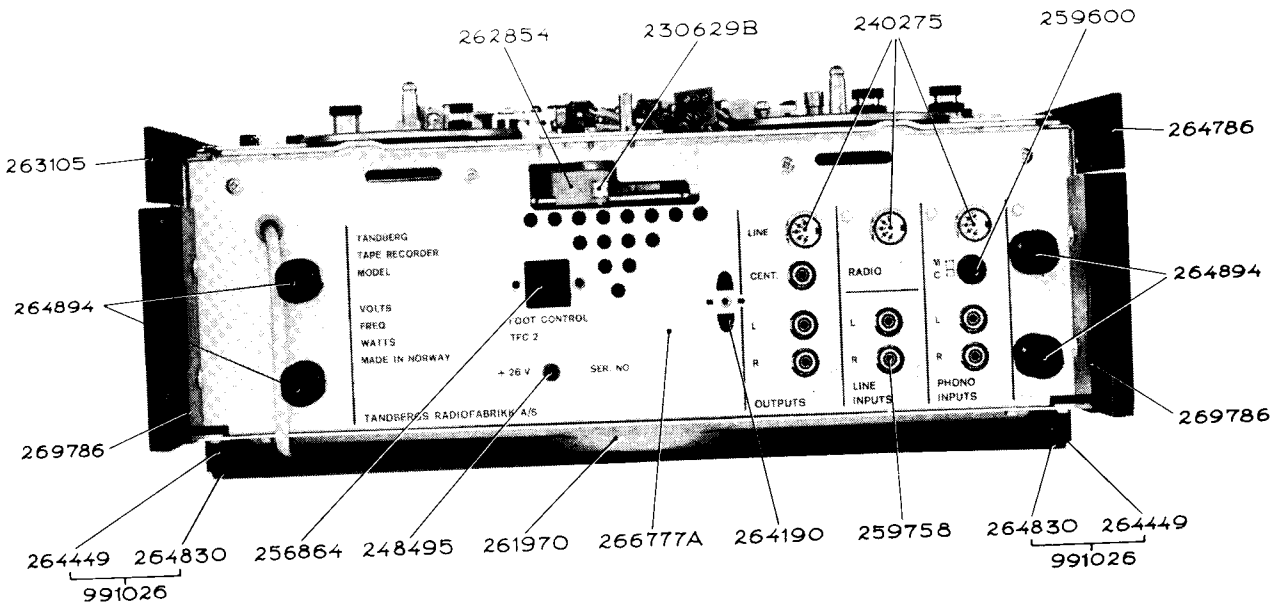 262854 230629B 240275 259600
263105 264786
TANDBERG
TAPE RECORDER
MODEL
VOLTS
FREQ
WATTS
MADE IN NORWAY
TANDBERGS RADIOFABRIKK A/S
FOOT CONTROL
TFC 2
+ 26 V SER. NO
LINE
CENT.
L
R
OUTPUTS
RADIO
L
R
LINE
INPUTS
M
C
L
R
PHONO
INPUTS
264894 264894
269786 269786
264449 264830 256864 248495 261970 266777A 264190 259758 264830 264449
991026 991026